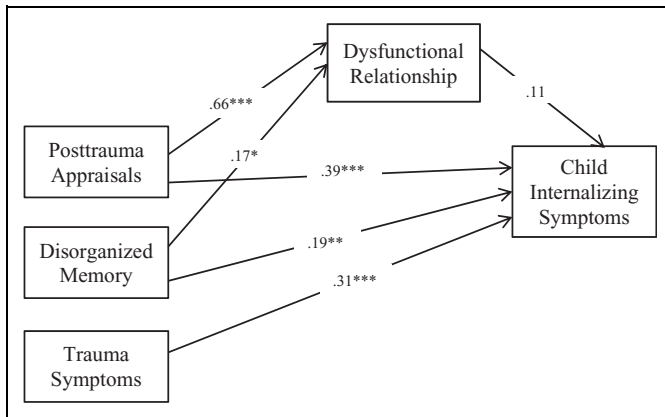 Dysfunctional
Relationship
.11
.66***
Posttrauma
Appraisals
.17*
.39***
Child
Internalizing
Symptoms
Disorganized
Memory
.19**
.31***
Trauma
Symptoms